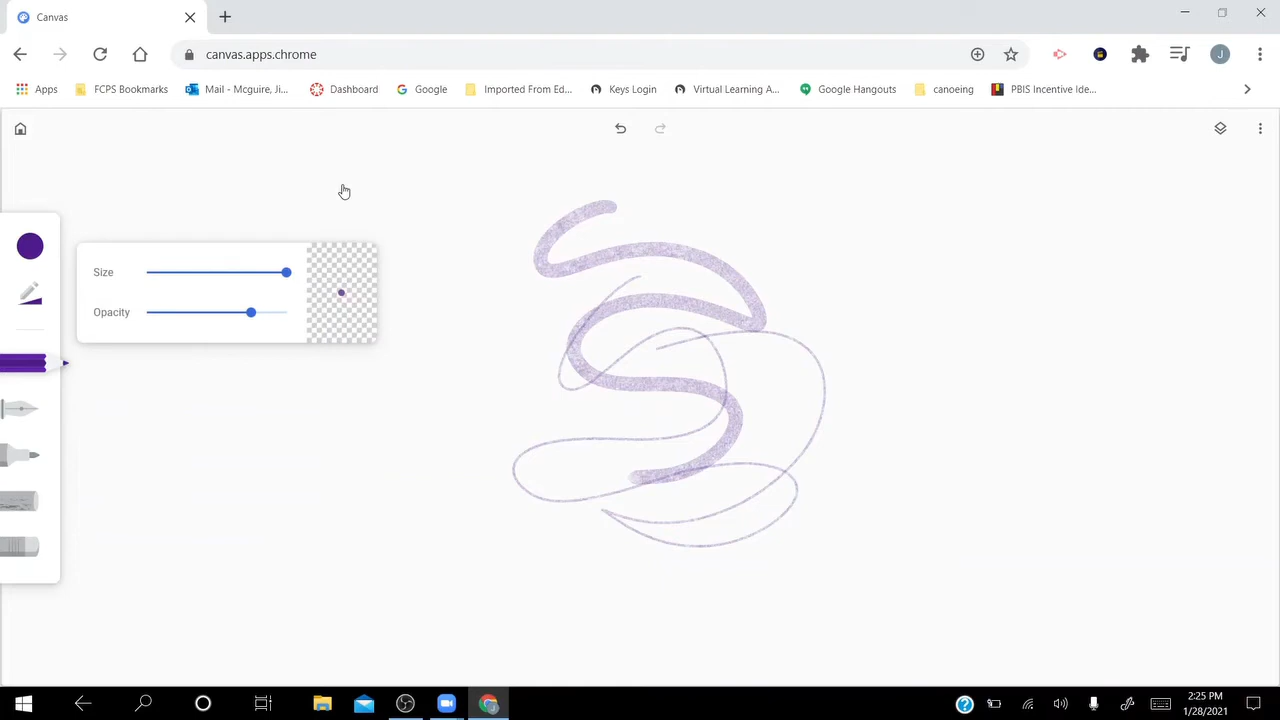 Canvas
canvas.apps.chrome
J
Apps FCPS Bookmarks Mail - Mcguire, Ji... Dashboard Google Imported From Ed... Keys Login Virtual Learning A... Google Hangouts canoeing PBIS Incentive Ide...
Size
Opacity
2:25 PM
1/28/2021